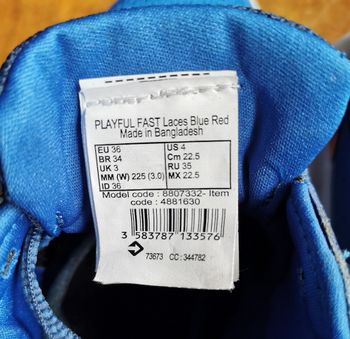 PLAYFUL FAST Laces Blue Red
Made in Bangladesh
EU 36 US 4
BR 34 Cm 22.5
UK 3 RU 35
MM (W) 225 (3.0) MX 22.5
ID 36
Model code : 8807332- Item
code : 4881630
3 583787 133576
73673 CC : 344782